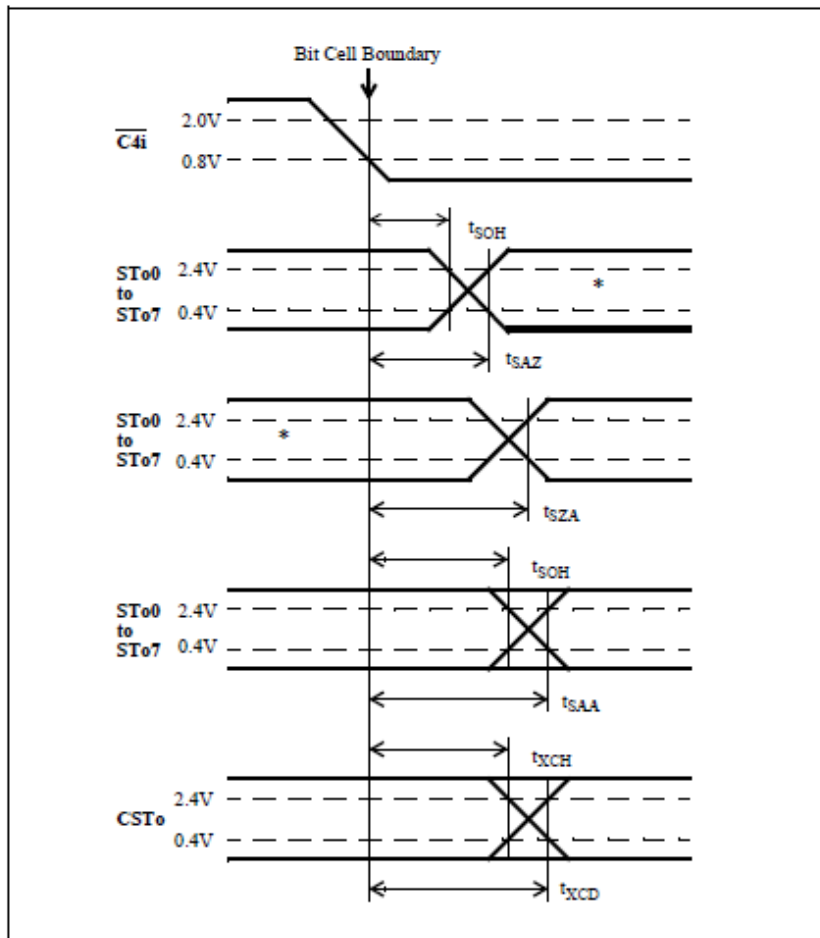 Bit Cell Boundary
C4i
2.0V
0.8V
tSOH
STo0
to
STo7
2.4V
0.4V
*
tSAZ
STo0
to
STo7
2.4V
0.4V
*
tSZA
tSOH
STo0
to
STo7
2.4V
0.4V
tSAA
tXCH
CSTo
2.4V
0.4V
tXCD